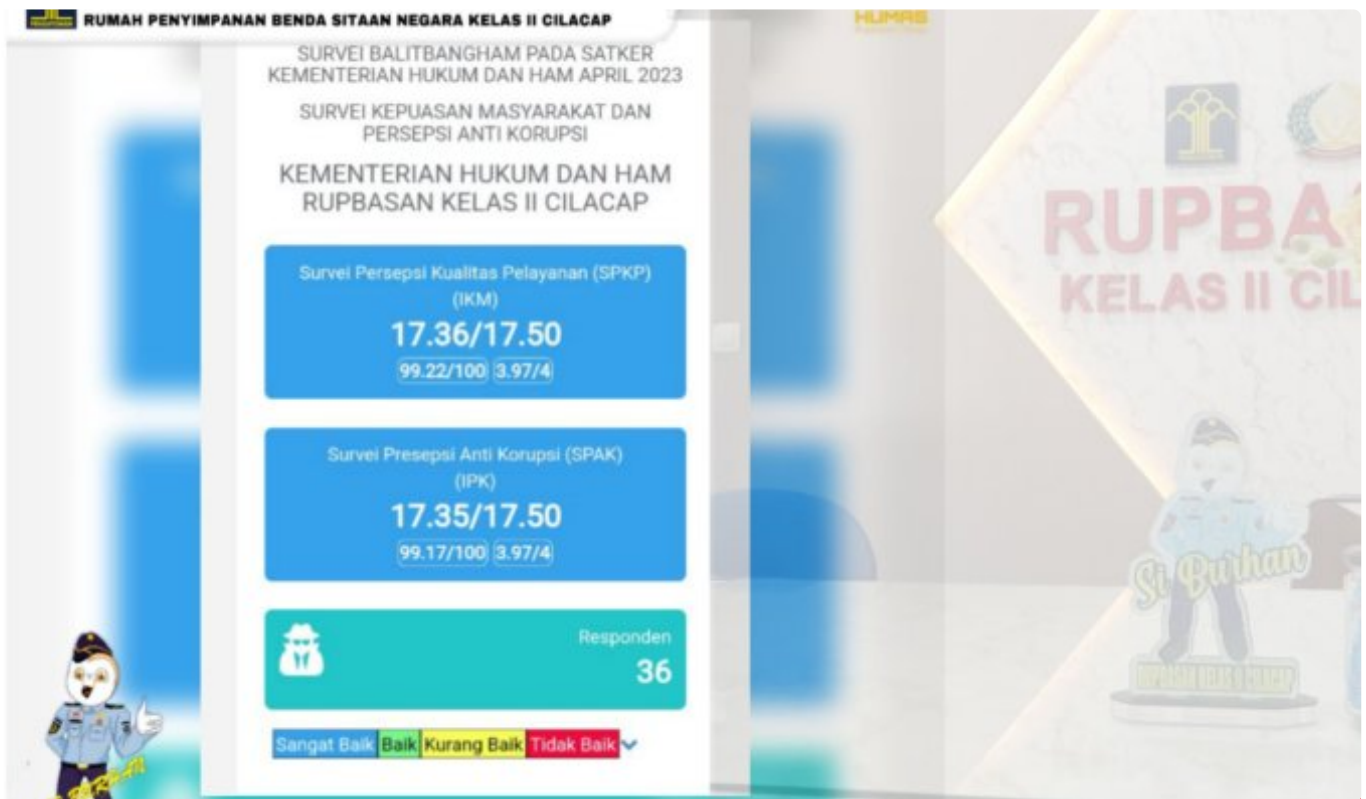 RUMAH PENYIMPANAN BENDA SITAAN NEGARA KELAS II CILACAP
HUMAS
SURVEI BALITBANGHAM PADA SATKER
KEMENTERIAN HUKUM DAN HAM APRIL 2023
SURVEI KEPUASAN MASYARAKAT DAN
PERSEPSI ANTI KORUPSI
KEMENTERIAN HUKUM DAN HAM
RUPBASAN KELAS II CILACAP
Survei Persepsi Kualitas Pelayanan (SPKP)
(IKM)
17.36/17.50
99.22/100 3.97/4
Survei Presepsi Anti Korupsi (SPAK)
(IPK)
17.35/17.50
99.17/100 3.97/4
Responden
36
Sangat Baik Baik Kurang Baik Tidak Baik
RUPBA
KELAS II CIL
Si Burhan
RUPBASAN KELAS II CILACAP